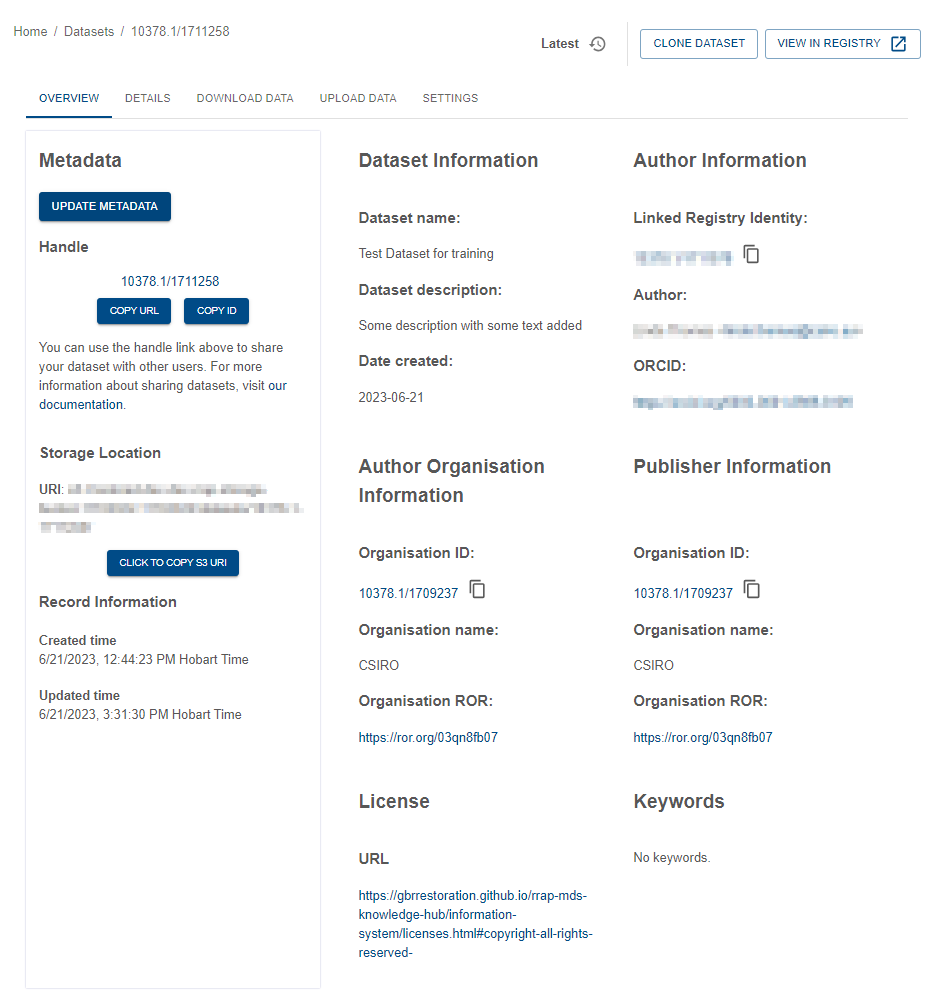 Home / Datasets / 10378.1/1711258
Latest
CLONE DATASET
VIEW IN REGISTRY
OVERVIEW
DETAILS
DOWNLOAD DATA
UPLOAD DATA
SETTINGS
Metadata
UPDATE METADATA
Handle
10378.1/1711258
COPY URL
COPY ID
You can use the handle link above to share
your dataset with other users. For more
information about sharing datasets, visit our
documentation.
Storage Location
URI:
CLICK TO COPY S3 URI
Record Information
Created time
6/21/2023, 12:44:23 PM Hobart Time
Updated time
6/21/2023, 3:31:30 PM Hobart Time
Dataset Information
Dataset name:
Test Dataset for training
Dataset description:
Some description with some text added
Date created:
2023-06-21
Author Information
Linked Registry Identity:
Author:
ORCID:
Author Organisation
Information
Organisation ID:
10378.1/1709237
Organisation name:
CSIRO
Organisation ROR:
https://ror.org/03qn8fb07
Publisher Information
Organisation ID:
10378.1/1709237
Organisation name:
CSIRO
Organisation ROR:
https://ror.org/03qn8fb07
License
URL
https://gbrrestoration.github.io/rrap-mds-
knowledge-hub/information-
system/licenses.html#copyright-all-rights-
reserved-
Keywords
No keywords.